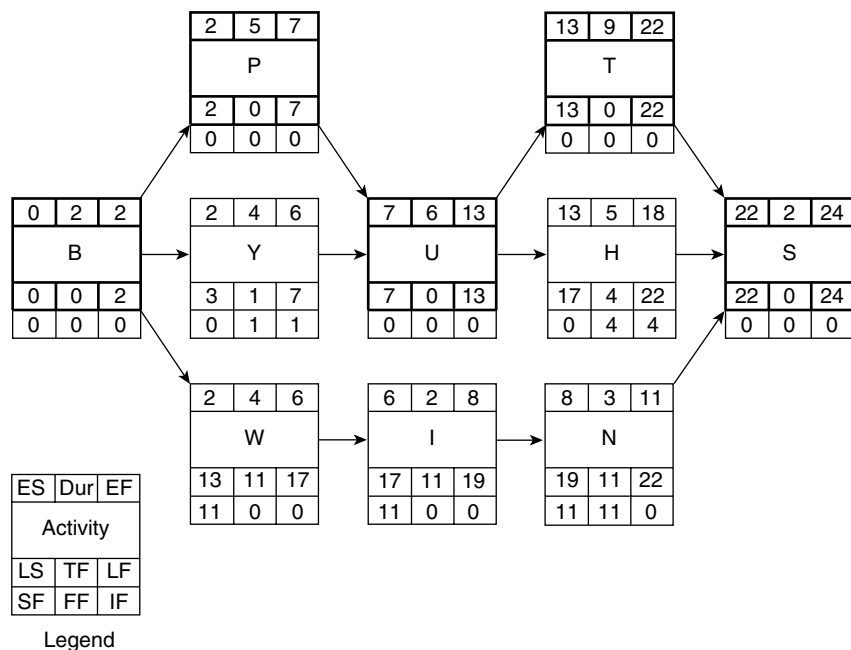 2 5 7
P
2 0 7
0 0 0
13 9 22
T
13 0 22
0 0 0
0 2 2
B
0 0 2
0 0 0
2 4 6
Y
3 1 7
0 1 1
7 6 13
U
7 0 13
0 0 0
13 5 18
H
17 4 22
0 4 4
22 2 24
S
22 0 24
0 0 0
2 4 6
W
13 11 17
11 0 0
6 2 8
I
17 11 19
11 0 0
8 3 11
N
19 11 22
11 11 0
ES Dur EF
Activity
LS TF LF
SF FF IF
Legend